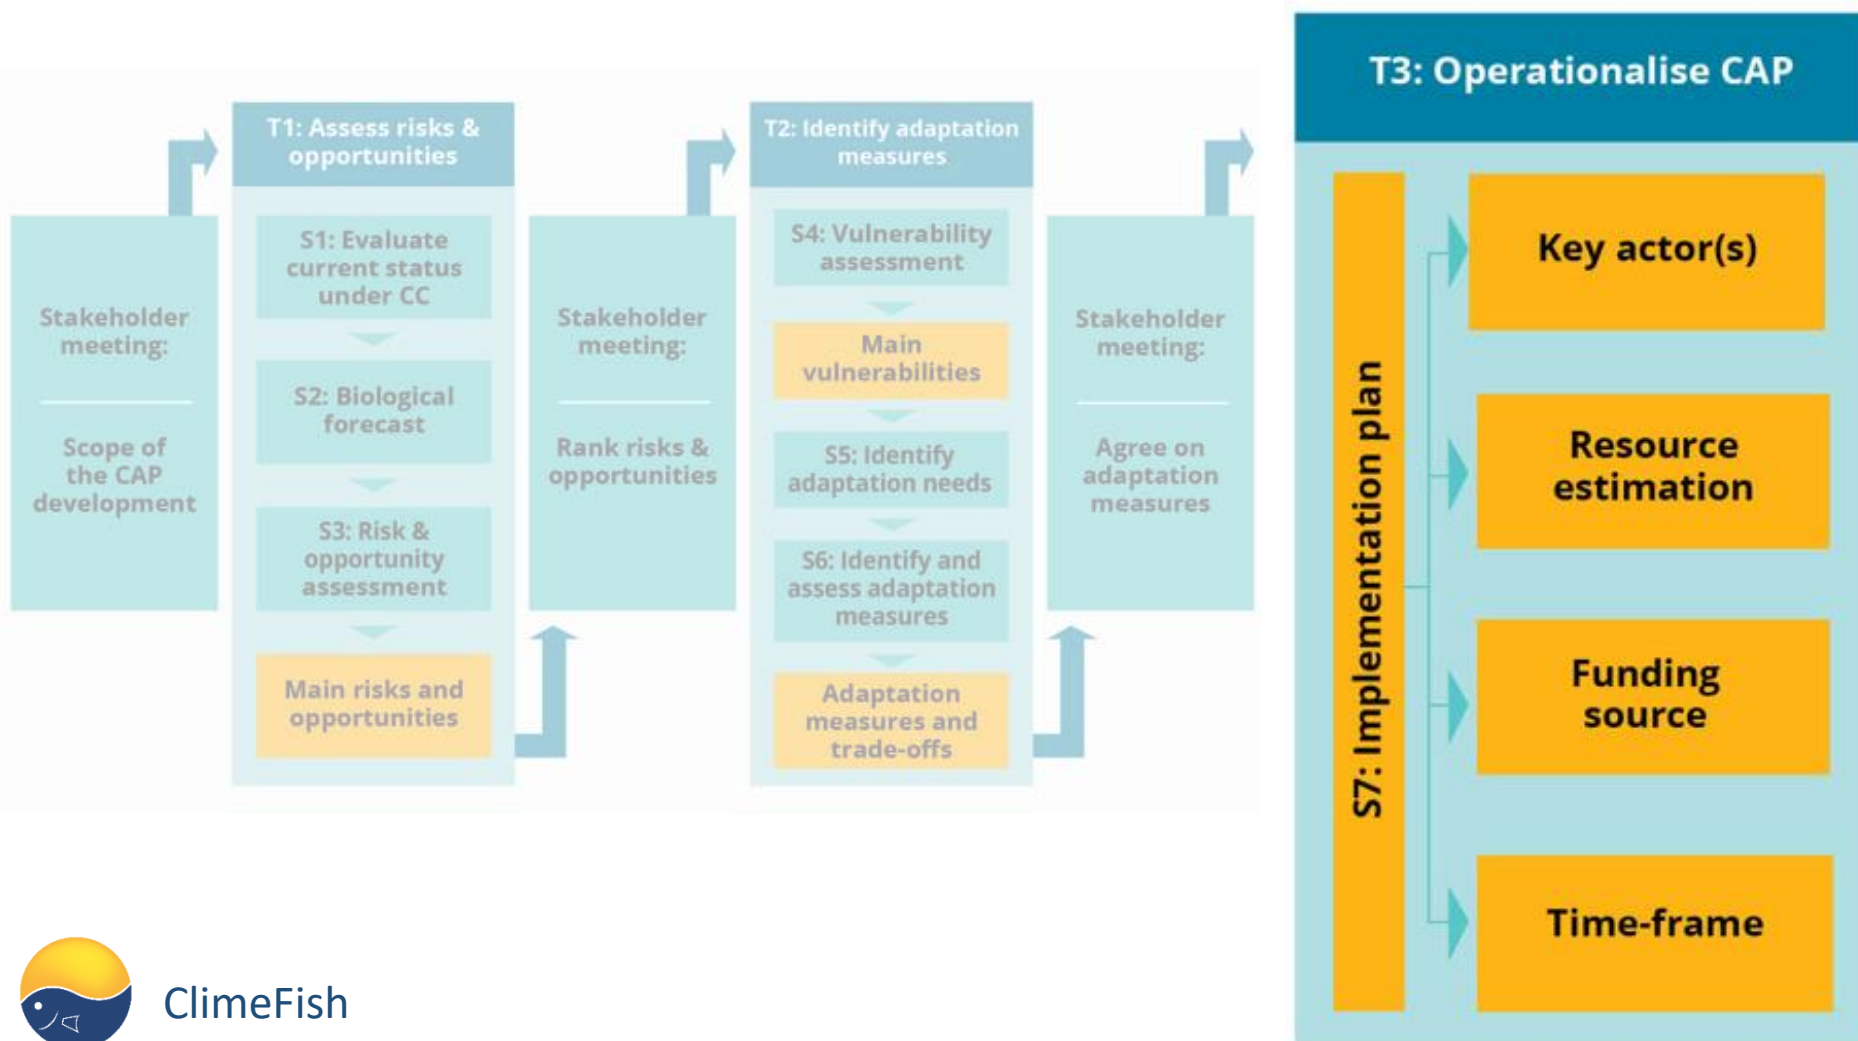 Stakeholder
meeting:
Scope of
the CAP
development
T1: Assess risks &
opportunities
S1: Evaluate
current status
under CC
S2: Biological
forecast
S3: Risk &
opportunity
assessment
Main risks and
opportunities
Stakeholder
meeting:
Rank risks &
opportunities
T2: Identify adaptation
measures
S4: Vulnerability
assessment
Main
vulnerabilities
S5: Identify
adaptation needs
S6: Identify and
assess adaptation
measures
Adaptation
measures and
trade-offs
Stakeholder
meeting:
Agree on
adaptation
measures
T3: Operationalise CAP
S7: Implementation plan
Key actor(s)
Resource
estimation
Funding
source
Time-frame
ClimeFish